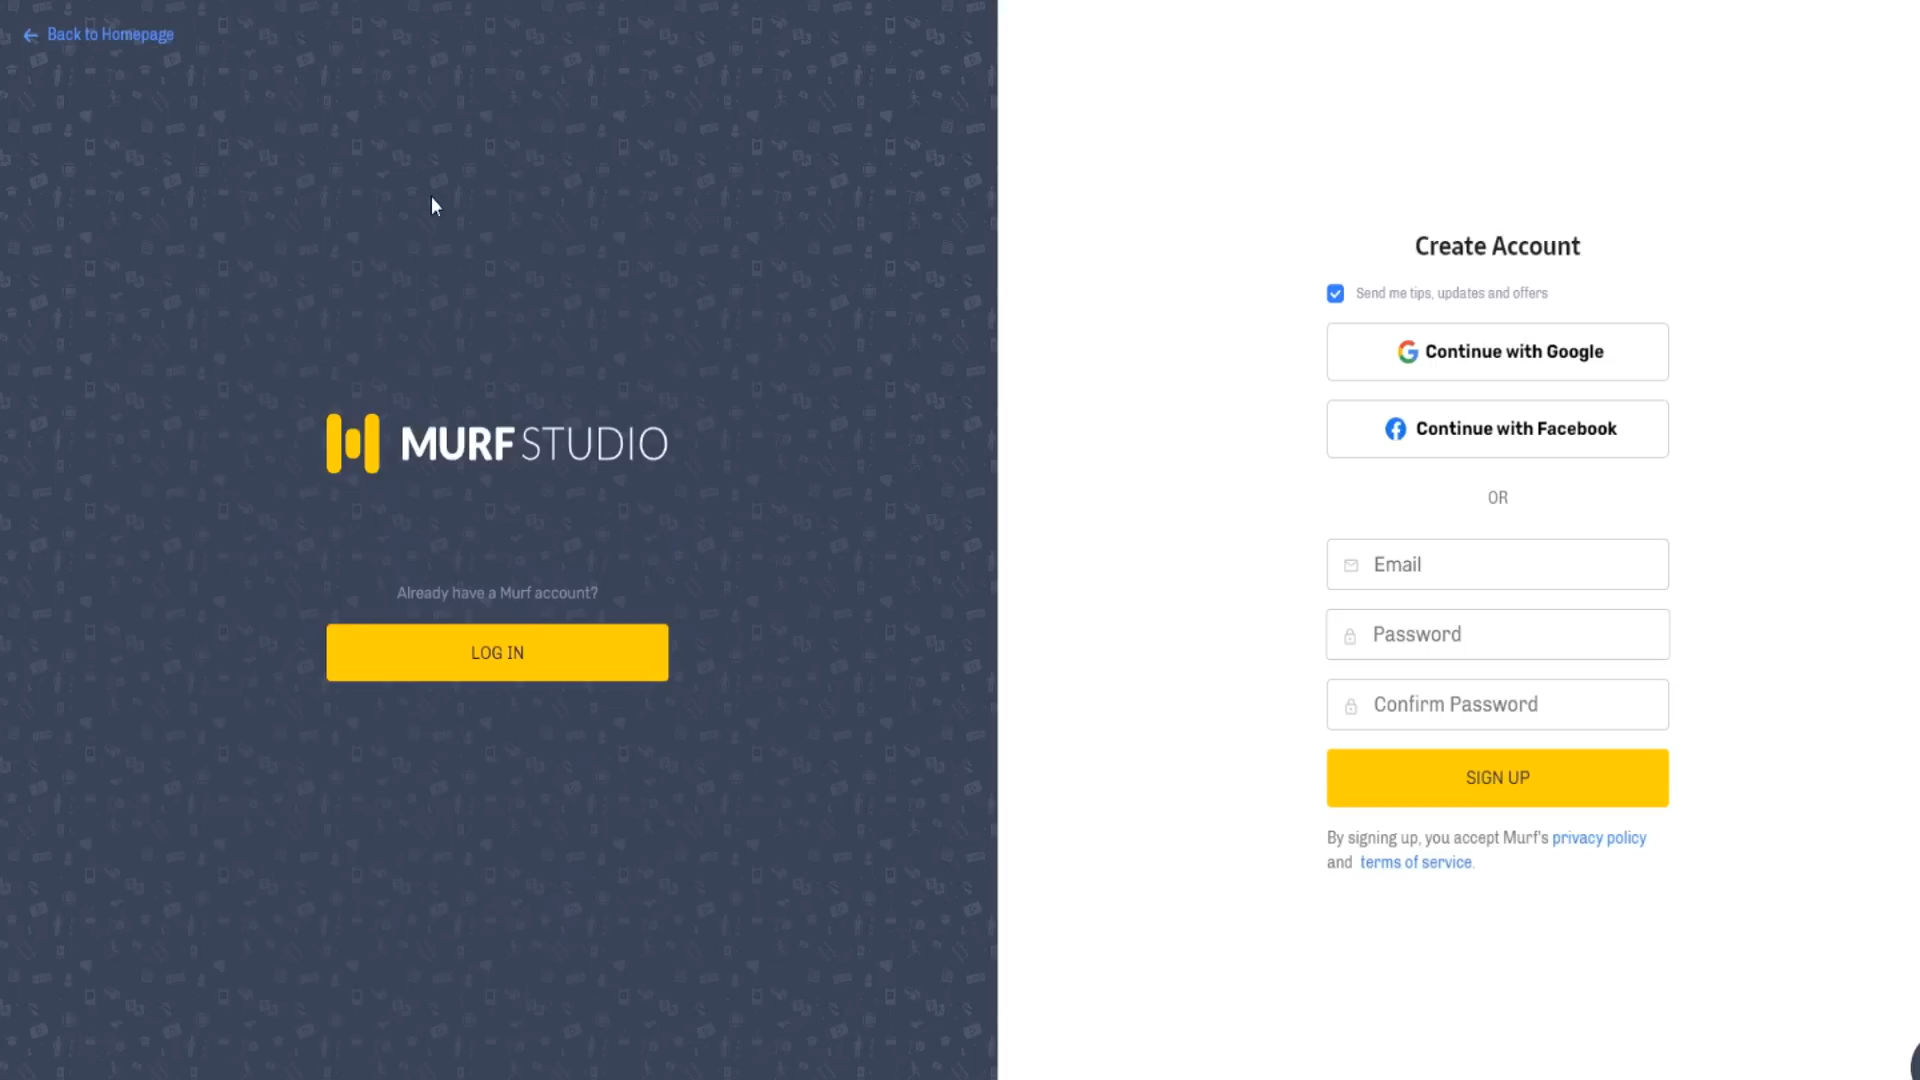 Back to Homepage
MURF STUDIO
Already have a Murf account?
LOG IN
Create Account
Send me tips, updates and offers
Continue with Google
Continue with Facebook
OR
Email
Password
Confirm Password
SIGN UP
By signing up, you accept Murf's privacy policy
and terms of service.